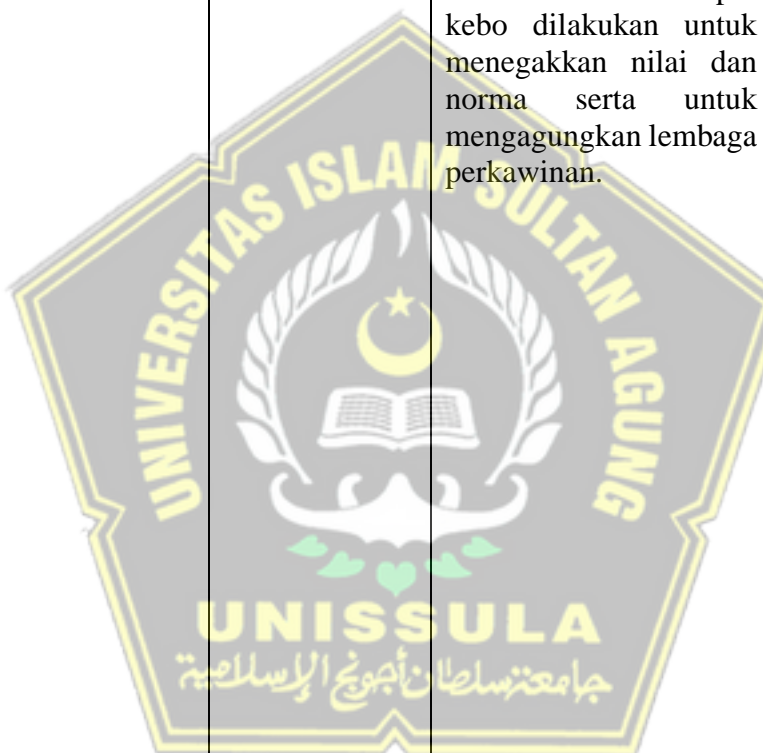 kebo dilakukan untuk
menegakkan nilai dan
norma serta untuk
mengagungkan lembaga
perkawinan.
UNIVERSITAS ISLAM SULTAN AGUNG
UNISSULA
جامعة سلطان أجونج الإسلامية